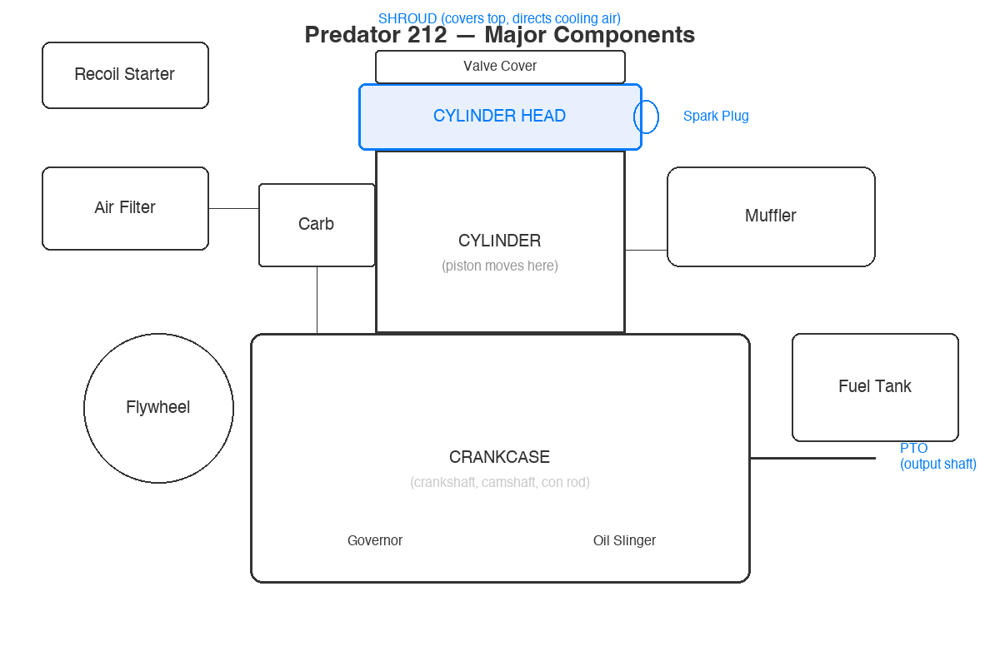 SHROUD (covers top, directs cooling air)
Predator 212 — Major Components
Recoil Starter
Valve Cover
CYLINDER HEAD
Spark Plug
Air Filter
Carb
Muffler
CYLINDER
(piston moves here)
Flywheel
Fuel Tank
PTO
(output shaft)
CRANKCASE
(crankshaft, camshaft, con rod)
Governor
Oil Slinger